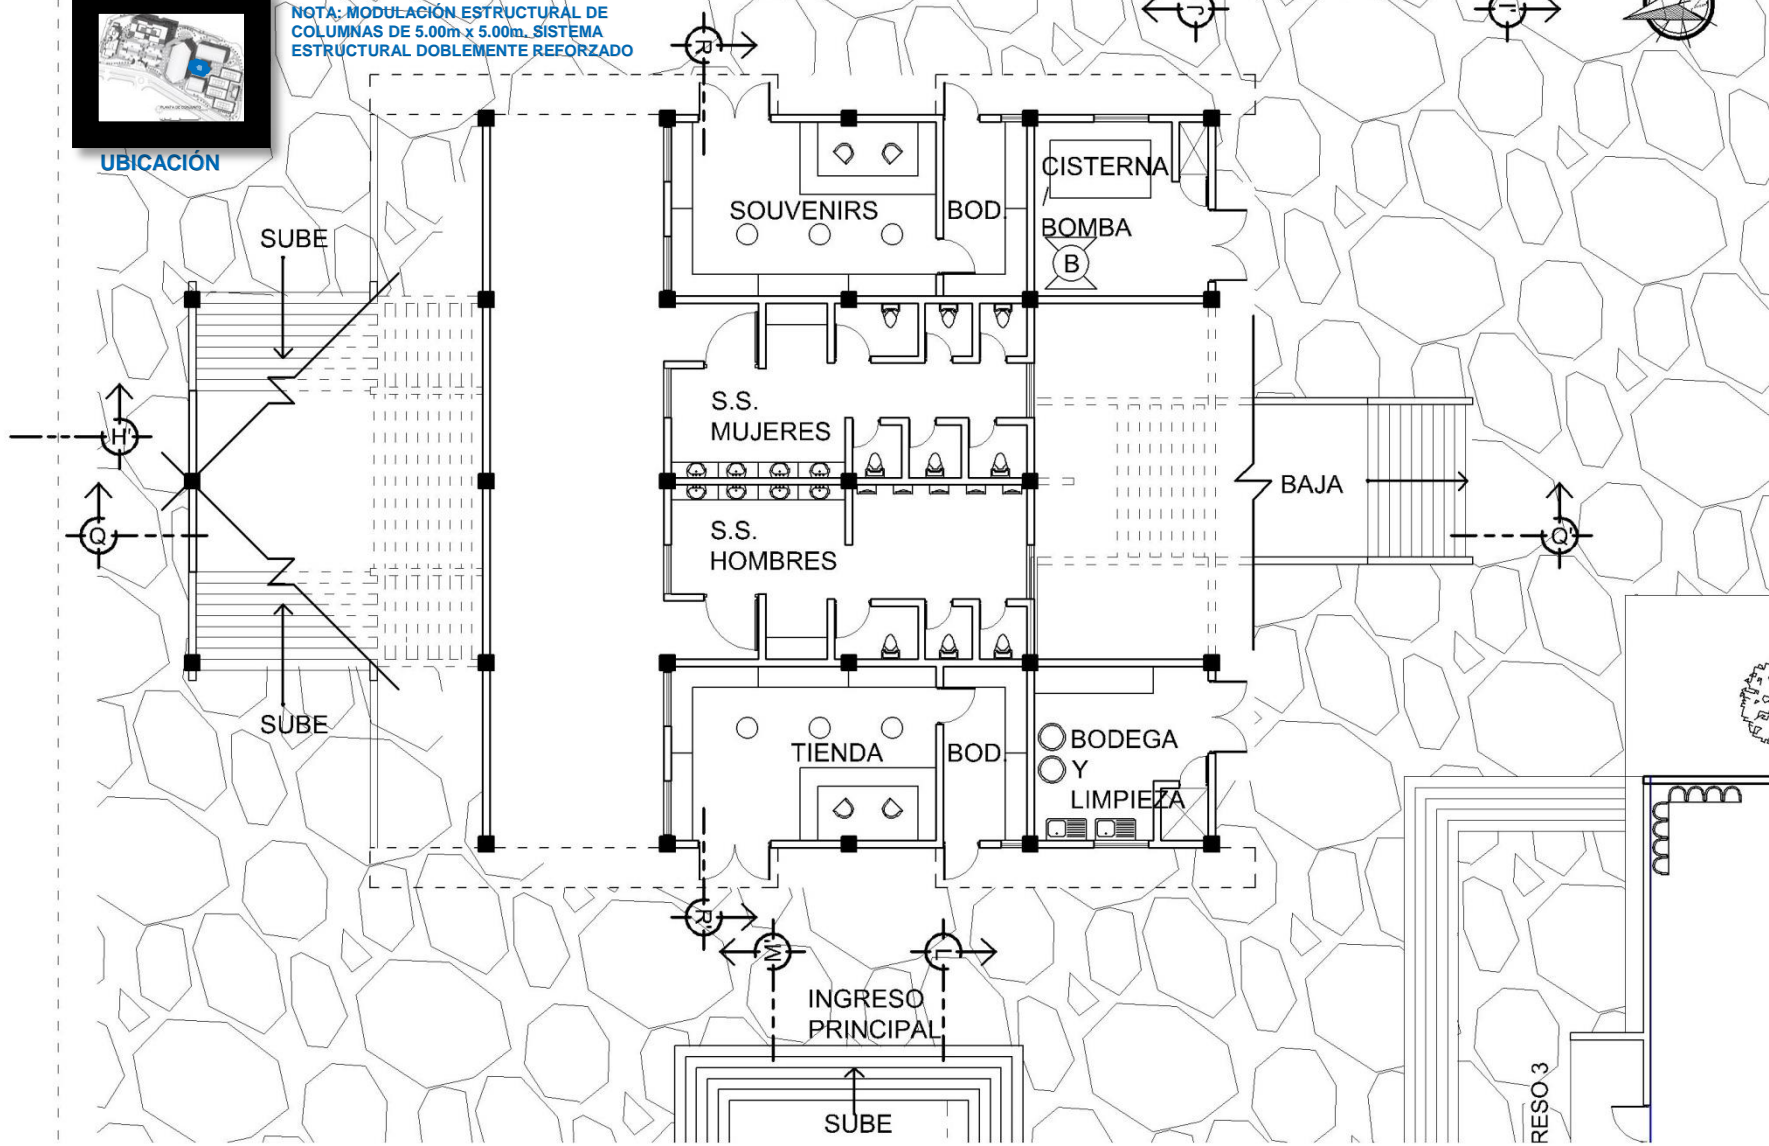 NOTA: MODULACIÓN ESTRUCTURAL DE
COLUMNAS DE 5.00m x 5.00m. SISTEMA
ESTRUCTURAL DOBLEMENTE REFORZADO
UBICACIÓN
R
J
I'
CISTERNA
/
BOMBA
B
SOUVENIRS
BOD.
SUBE
H'
S.S.
MUJERES
BAJA
Q
Q'
S.S.
HOMBRES
SUBE
TIENDA
BOD.
BODEGA
Y
LIMPIEZA
R'
M'
L
INGRESO
PRINCIPAL
SUBE
RESO 3